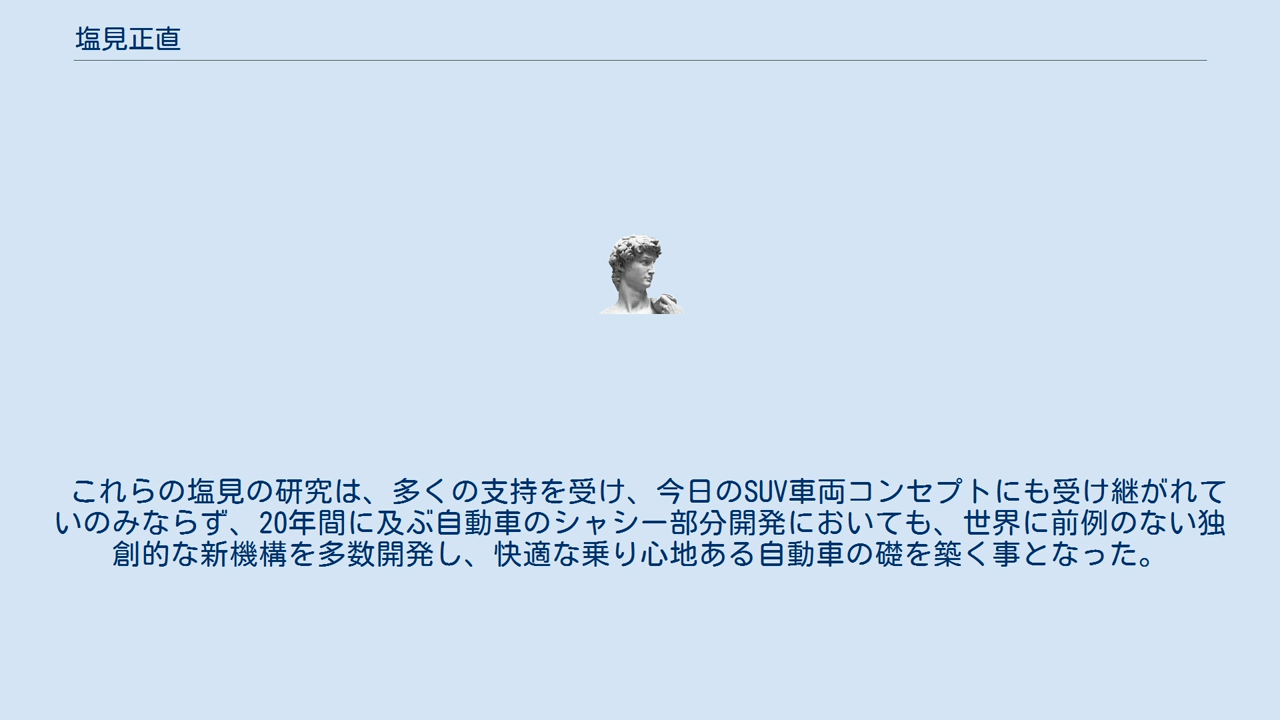 塩見正直
これらの塩見の研究は、多くの支持を受け、今日のSUV車両コンセプトにも受け継がれて
いのみならず、20年間に及ぶ自動車のシャシー部分開発においても、世界に前例のない独
創的な新機構を多数開発し、快適な乗り心地ある自動車の礎を築く事となった。